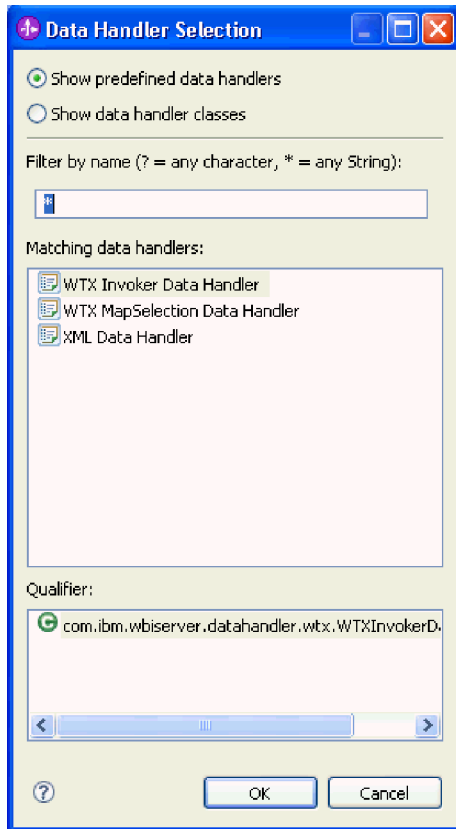 Data Handler Selection
Show predefined data handlers
Show data handler classes
Filter by name (? = any character, * = any String):
*
Matching data handlers:
WTX Invoker Data Handler
WTX MapSelection Data Handler
XML Data Handler
Qualifier:
com.ibm.wbiserver.datahandler.wtx.WTXInvokerD
OK
Cancel